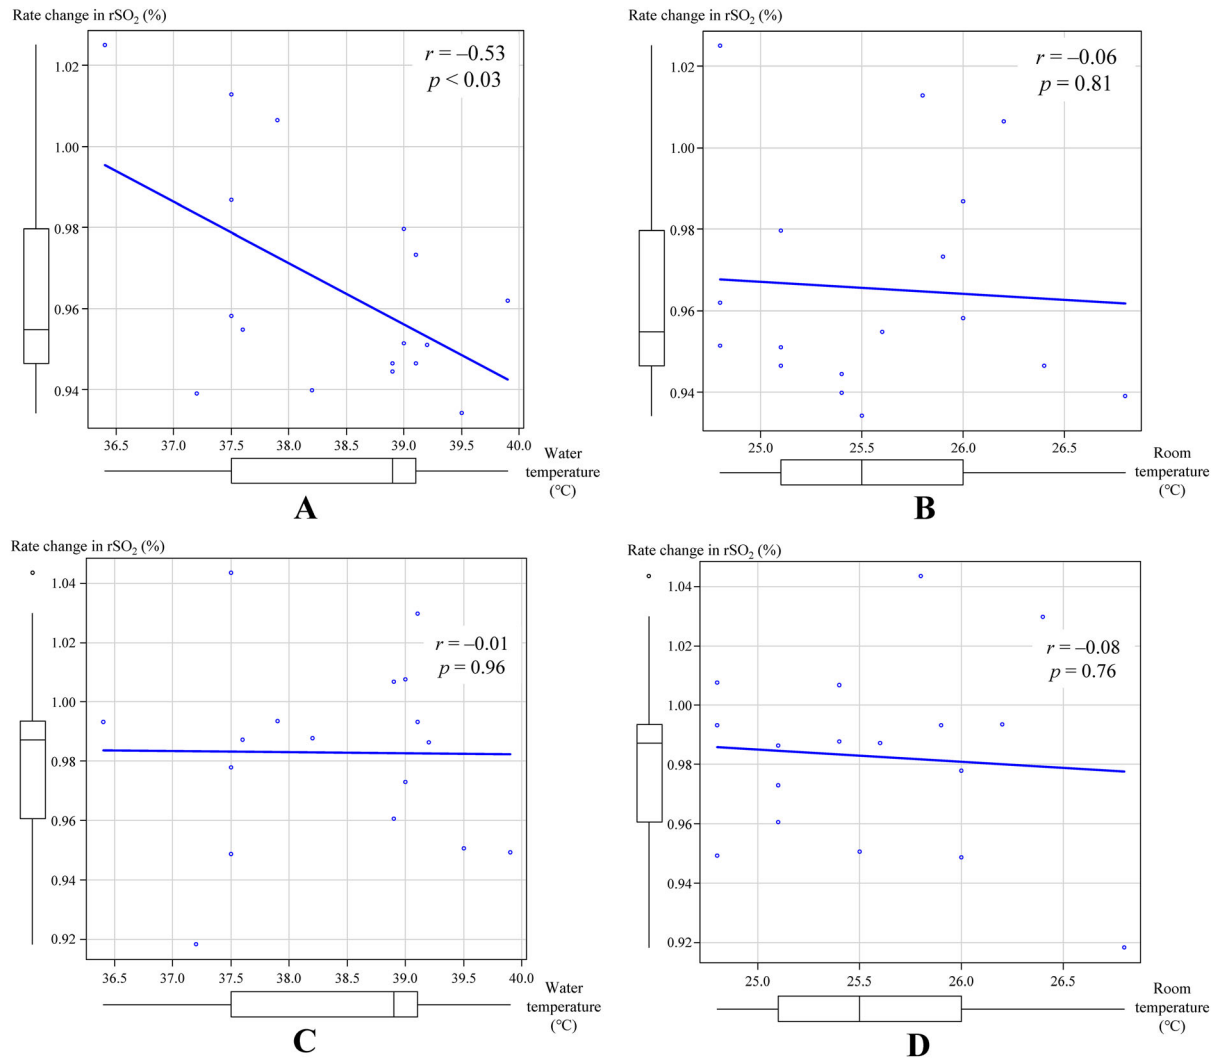 Rate change in rSO₂ (%)
r = –0.53
p < 0.03
1.02
1.00
0.98
0.96
0.94
36.5 37.0 37.5 38.0 38.5 39.0 39.5 40.0
Water
temperature
(℃)
A
Rate change in rSO₂ (%)
r = –0.06
p = 0.81
1.02
1.00
0.98
0.96
0.94
25.0 25.5 26.0 26.5
Room
temperature
(℃)
B
Rate change in rSO₂ (%)
1.04
1.02
r = –0.01
p = 0.96
1.00
0.98
0.96
0.94
0.92
36.5 37.0 37.5 38.0 38.5 39.0 39.5 40.0
Water
temperature
(℃)
C
Rate change in rSO₂ (%)
1.04
1.02
r = –0.08
p = 0.76
1.00
0.98
0.96
0.94
0.92
25.0 25.5 26.0 26.5
Room
temperature
(℃)
D